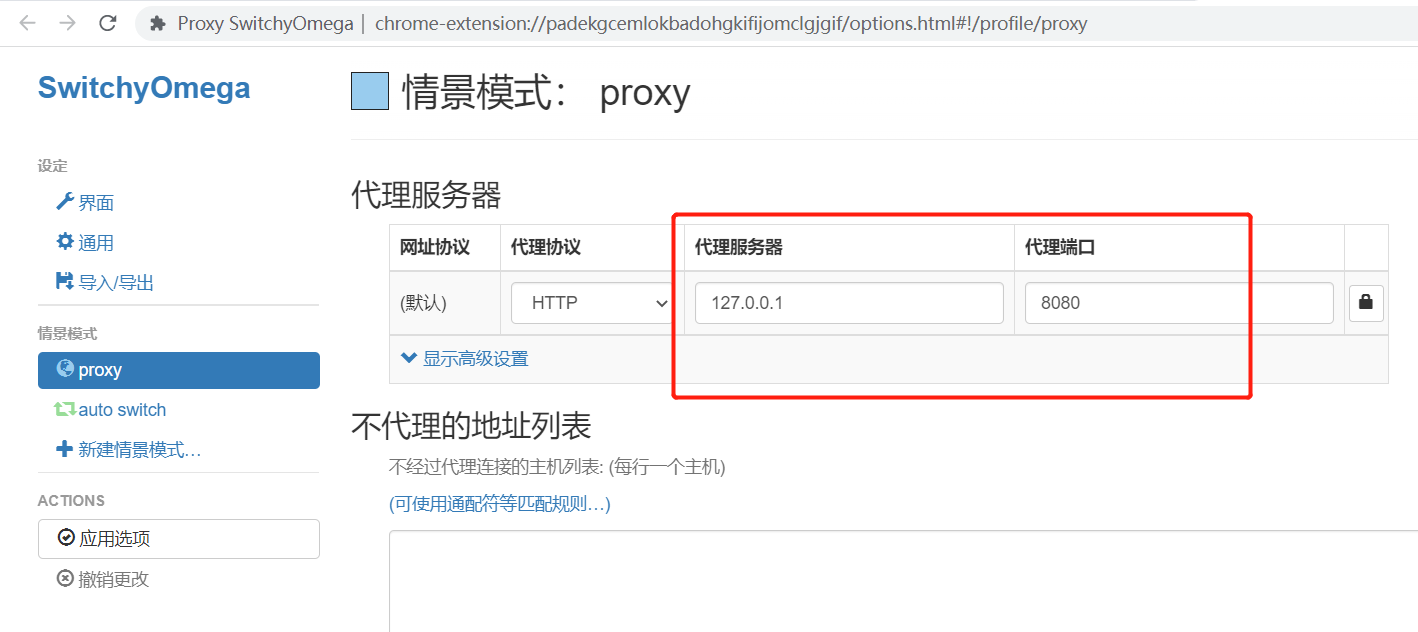 Proxy SwitchyOmega | chrome-extension://padekgcemlokbadohgkifijomclgjgif/options.html#!/profile/proxy
SwitchyOmega
设定
界面
通用
导入/导出
情景模式
proxy
auto switch
新建情景模式…
ACTIONS
应用选项
撤销更改
情景模式： proxy
代理服务器
网址协议 代理协议 代理服务器 代理端口
(默认) HTTP 127.0.0.1 8080
显示高级设置
不代理的地址列表
不经过代理连接的主机列表: (每行一个主机)
(可使用通配符等匹配规则…)